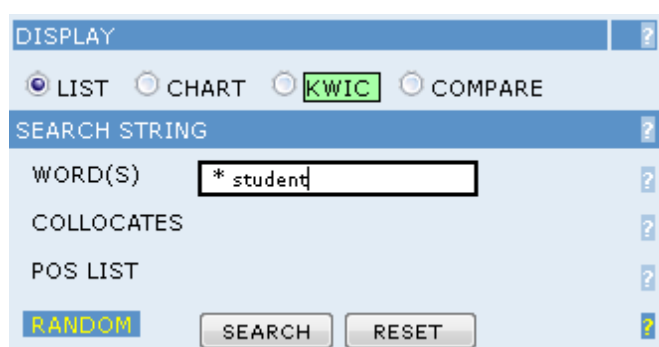 DISPLAY ?
LIST CHART KWIC COMPARE
SEARCH STRING ?
WORD(S) * student ?
COLLOCATES ?
POS LIST ?
RANDOM SEARCH RESET ?